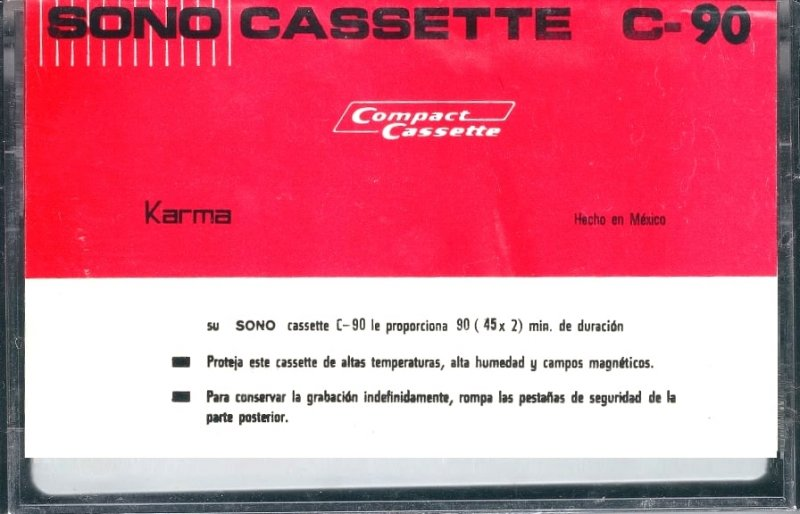 SONO CASSETTE C-90
Compact
Cassette
Karma
Hecho en México
su SONO cassette C-90 le proporciona 90 ( 45 x 2) min. de duración
Proteja este cassette de altas temperaturas, alta humedad y campos magnéticos.
Para conservar la grabación indefinidamente, rompa las pestañas de seguridad de la
parte posterior.